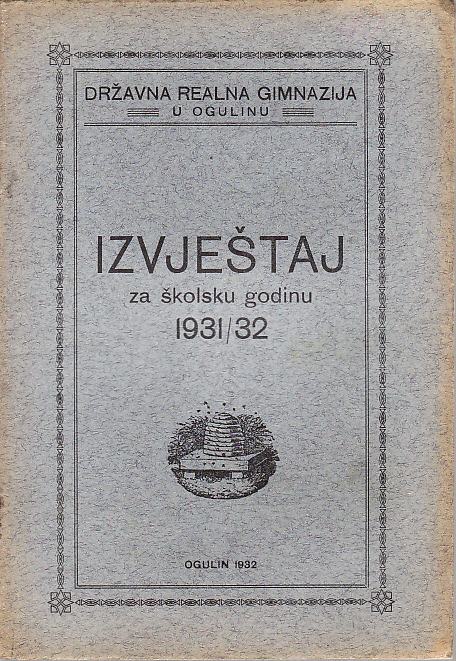 DRŽAVNA REALNA GIMNAZIJA
U OGULINU
IZVJEŠTAJ
za školsku godinu
1931/32
OGULIN 1932